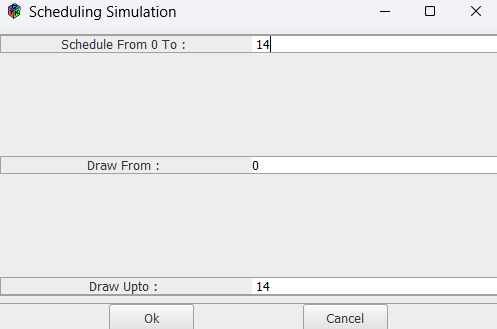 Scheduling Simulation
Schedule From 0 To : 14
Draw From : 0
Draw Upto : 14
Ok Cancel